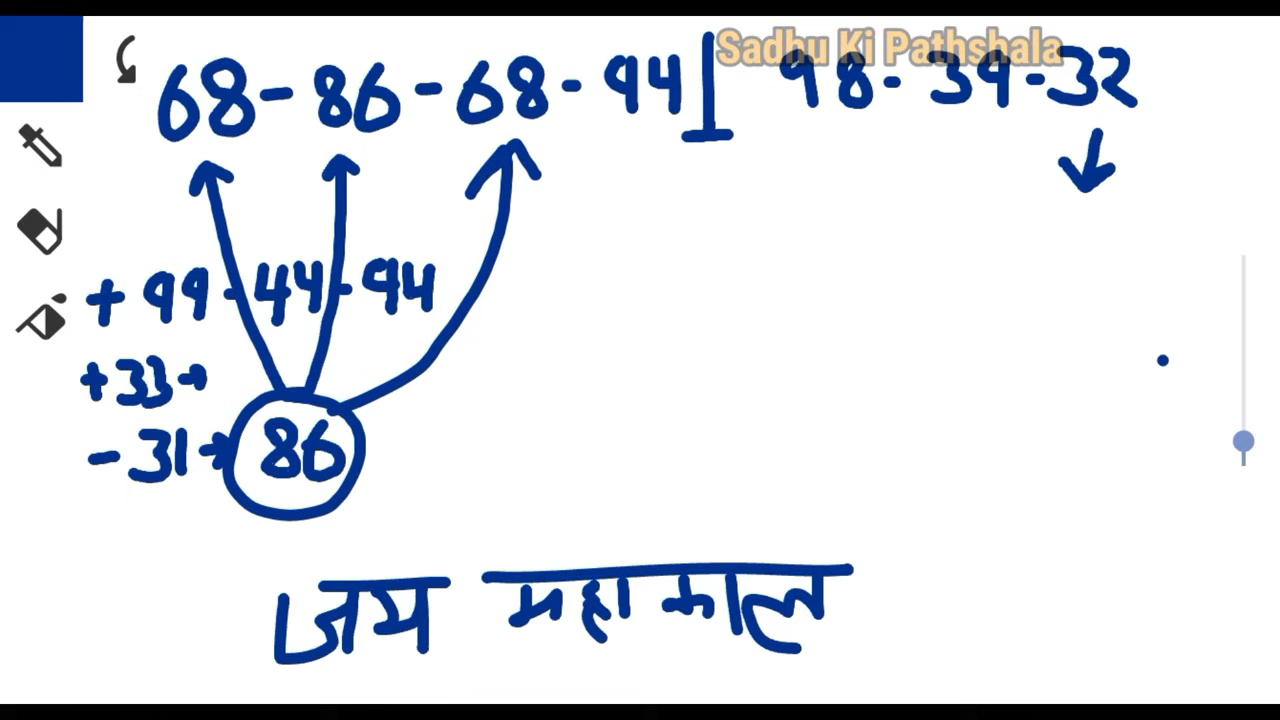 Sadhu Ki Pathshala
68 - 86 - 68 - 94 | 98 - 39 - 32
+ 99 - 44 - 94
+33→
- 31→ 86
जय महाकाल